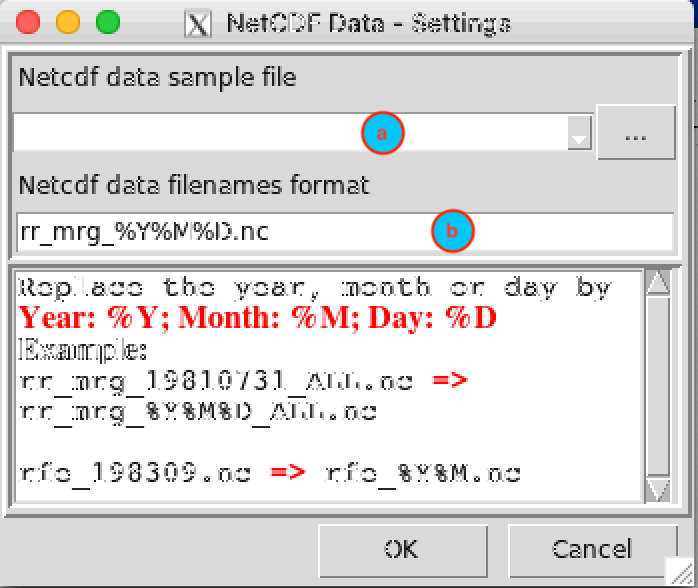 NetCDF Data - Settings
Netcdf data sample file
a
...
Netcdf data filenames format
rr_mrg_%Y%M%D.nc
b
Replace the year, month or day by
Year: %Y; Month: %M; Day: %D
Example:
rr_mrg_19810731_ALL.nc =>
rr_mrg_%Y%M%D_ALL.nc
rfe_198309.nc => rfe_%Y%M.nc
OK Cancel